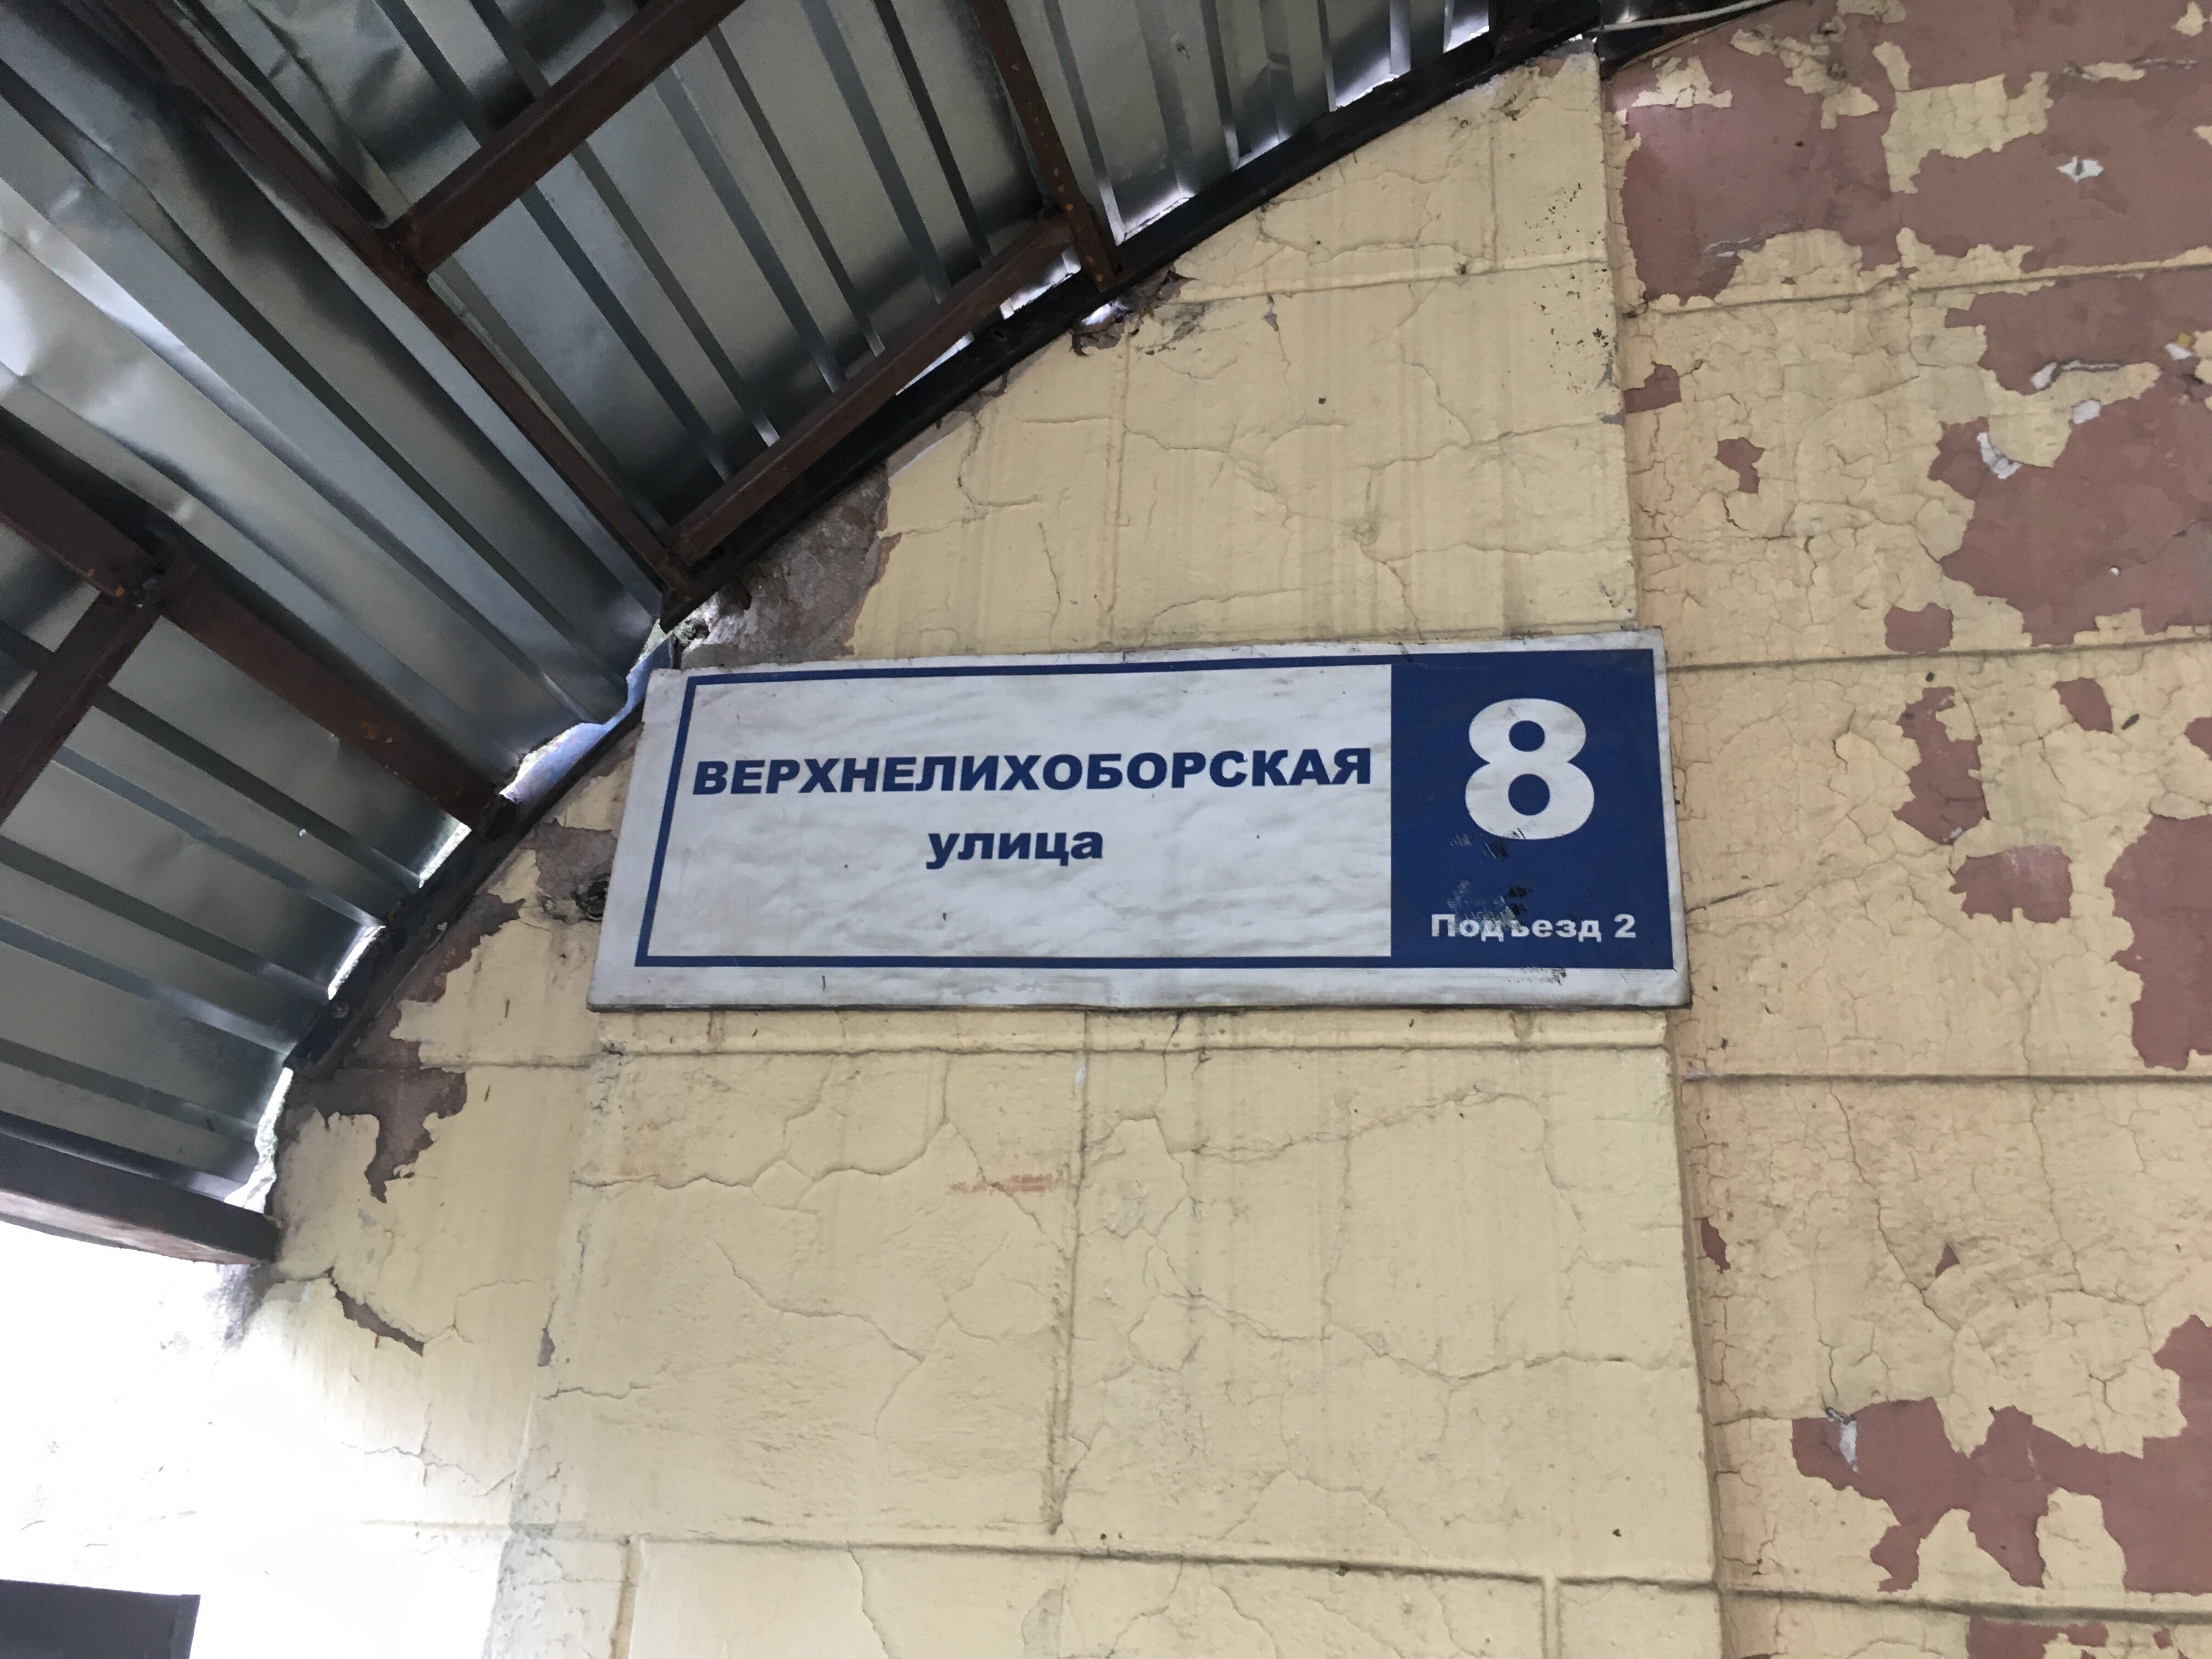 ВЕРХНЕЛИХОБОРСКАЯ
улица
8
Подъезд 2